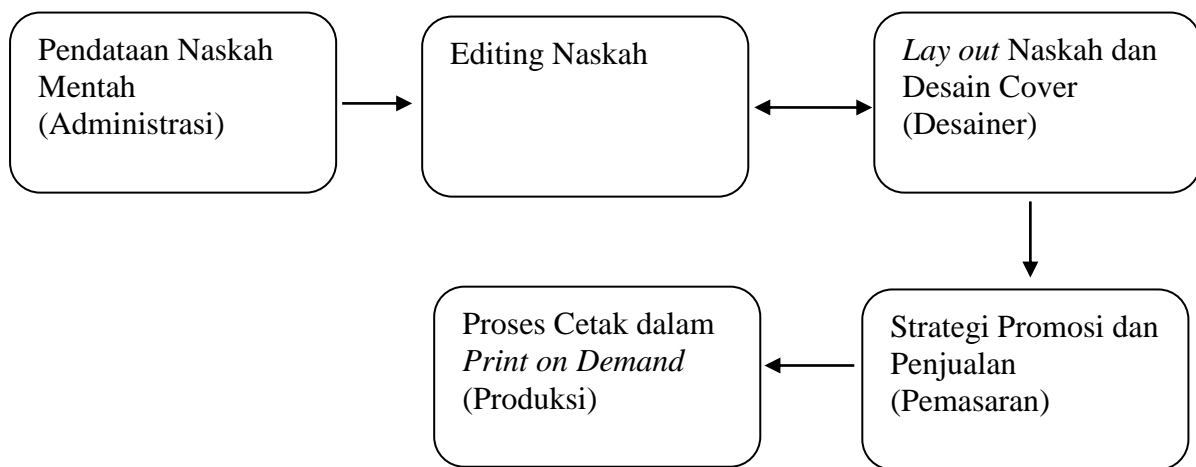 Pendataan Naskah
Mentah
(Administrasi)
Editing Naskah
Lay out Naskah dan
Desain Cover
(Desainer)
Proses Cetak dalam
Print on Demand
(Produksi)
Strategi Promosi dan
Penjualan
(Pemasaran)